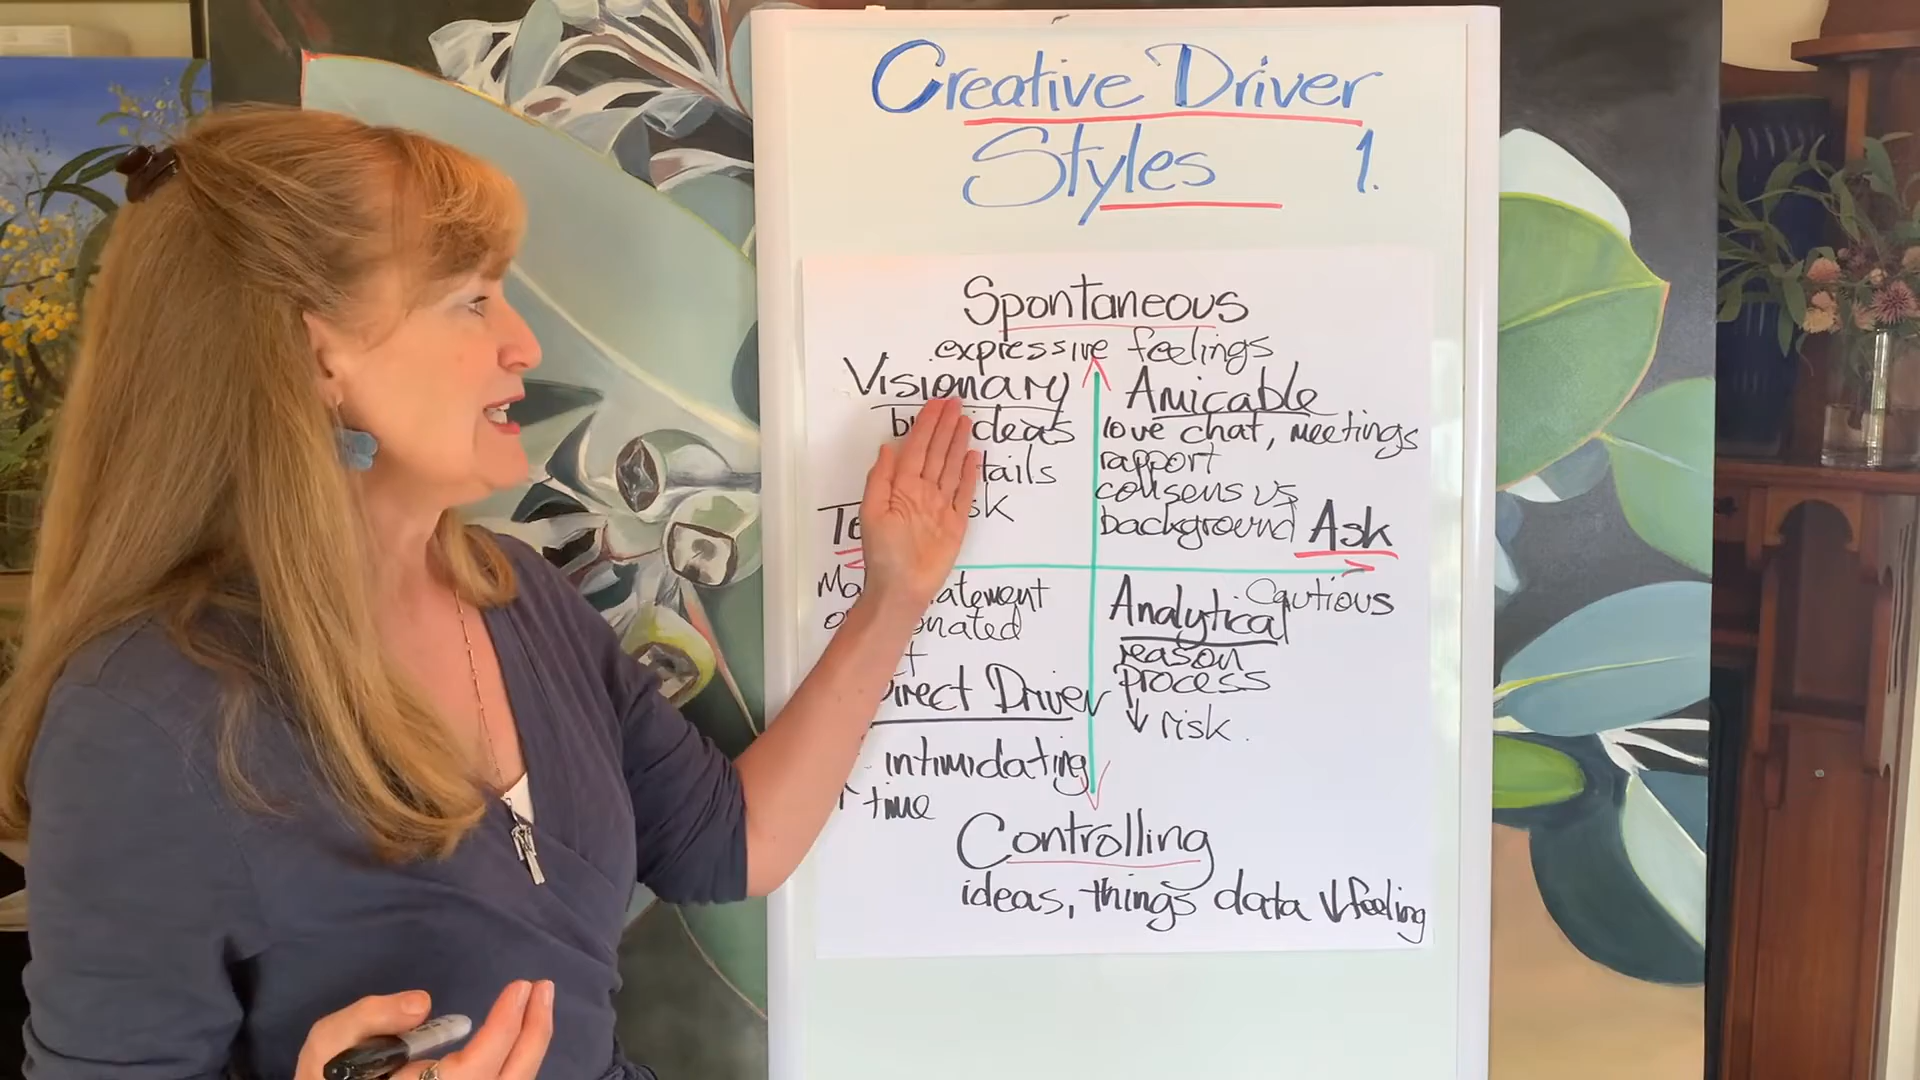 Creative Driver
Styles 1.
Spontaneous
expressive feelings
Visionary
ideas
Amicable
love chat, meetings
rapport
consensus
background
Ask
Cautious
Analytical
reason
process
↓ risk.
Direct Driver
intimidating
time
Controlling
ideas, things data ↓ feeling